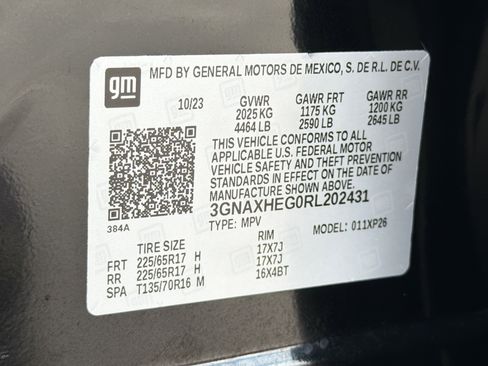 gm
MFD BY GENERAL MOTORS DE MEXICO, S. DE R.L. DE C.V.
10/23 GVWR GAWR FRT GAWR RR
2025 KG 1175 KG 1200 KG
4464 LB 2590 LB 2645 LB
THIS VEHICLE CONFORMS TO ALL
APPLICABLE U.S. FEDERAL MOTOR
VEHICLE SAFETY AND THEFT PREVENTION
STANDARDS IN EFFECT ON THE DATE OF
MANUFACTURE SHOWN ABOVE.
3GNAXHEG0RL202431
384A
TYPE: MPV MODEL: 011XP26
TIRE SIZE RIM
FRT 225/65R17 H 17X7J
RR 225/65R17 H 17X7J
SPA T135/70R16 M 16X4BT